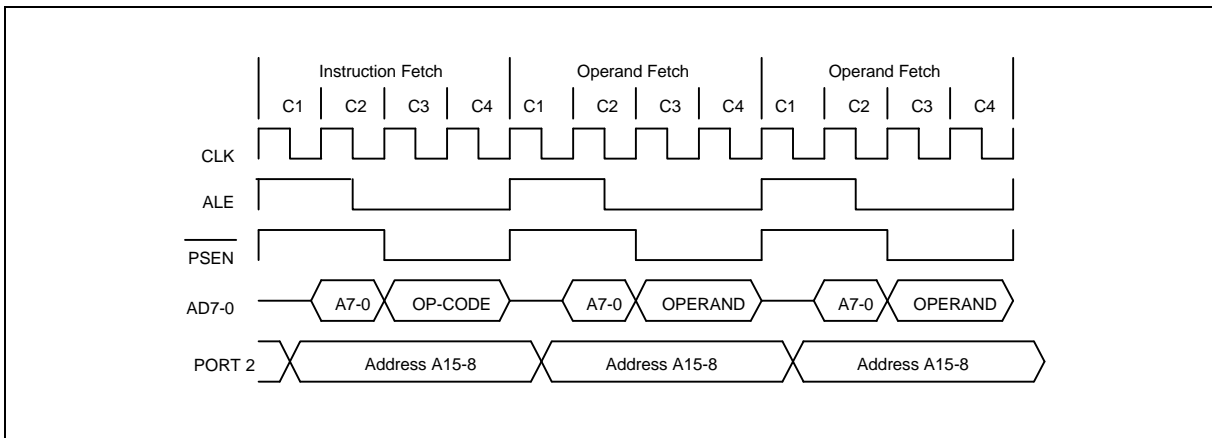 Instruction Fetch Operand Fetch Operand Fetch
C1 C2 C3 C4 C1 C2 C3 C4 C1 C2 C3 C4
CLK
ALE
PSEN
AD7-0 A7-0 OP-CODE A7-0 OPERAND A7-0 OPERAND
PORT 2 Address A15-8 Address A15-8 Address A15-8